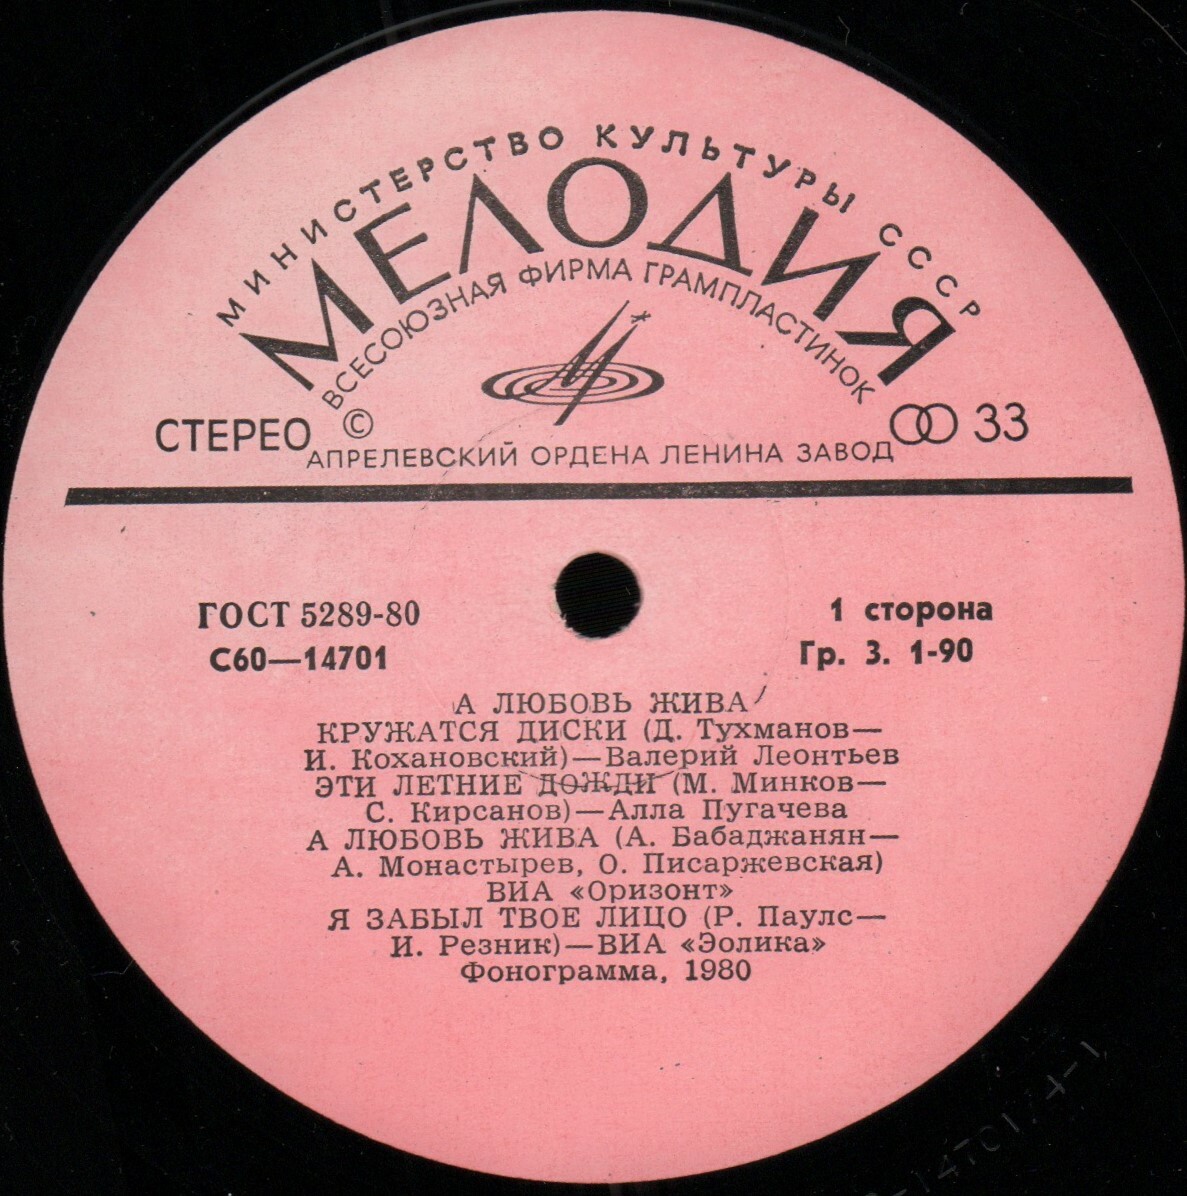 МИНИСТЕРСТВО КУЛЬТУРЫ СССР
МЕЛОДИЯ
ВСЕСОЮЗНАЯ ФИРМА ГРАМПЛАСТИНОК
СТЕРЕО © 33
АПРЕЛЕВСКИЙ ОРДЕНА ЛЕНИНА ЗАВОД
ГОСТ 5289-80 1 сторона
С60—14701 Гр. 3. 1-90
А ЛЮБОВЬ ЖИВА
КРУЖАТСЯ ДИСКИ (Д. Тухманов—
И. Кохановский)—Валерий Леонтьев
ЭТИ ЛЕТНИЕ ДОЖДИ (М. Минков—
С. Кирсанов)—Алла Пугачева
А ЛЮБОВЬ ЖИВА (А. Бабаджанян—
А. Монастырев, О. Писаржевская)
ВИА «Оризонт»
Я ЗАБЫЛ ТВОЕ ЛИЦО (Р. Паулс—
И. Резник)—ВИА «Эолика»
Фонограмма, 1980